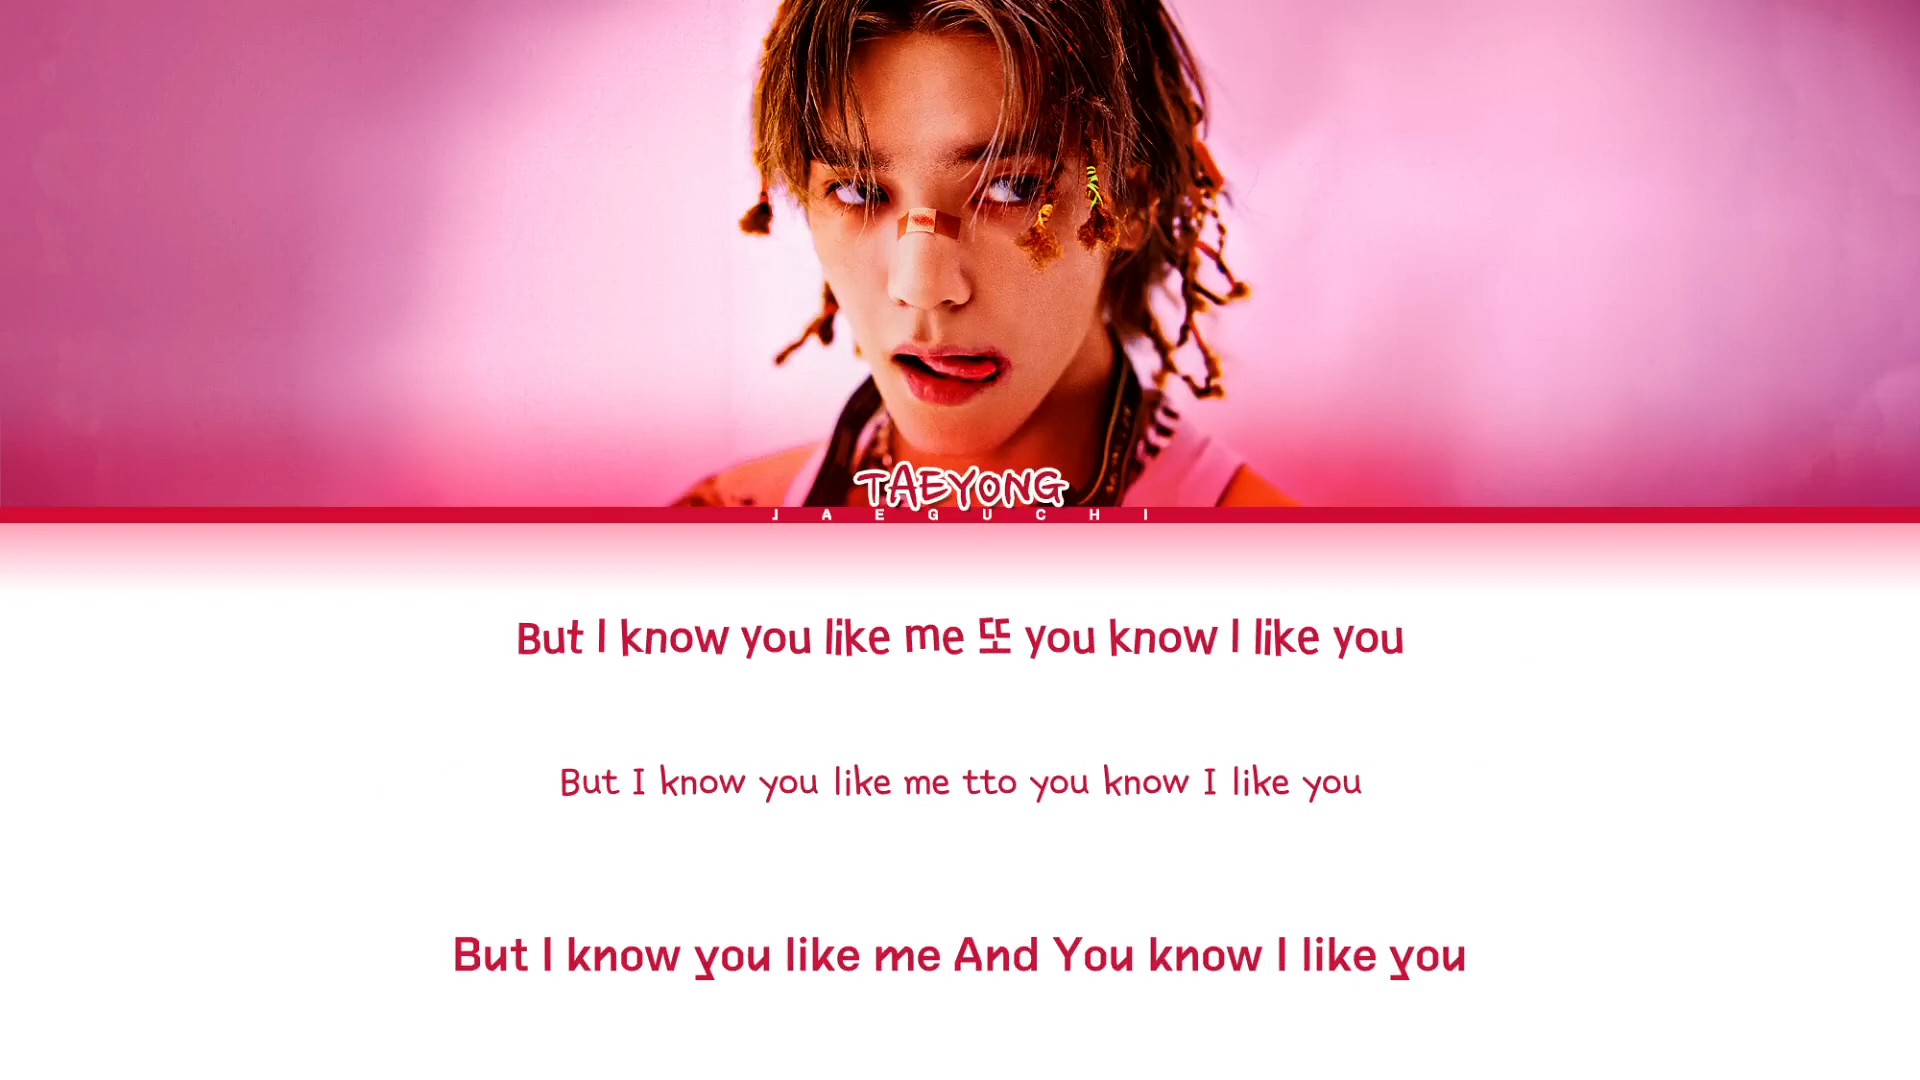 TAEYONG
JAEGUCHI
But I know you like me 또 you know I like you
But I know you like me tto you know I like you
But I know you like me And You know I like you